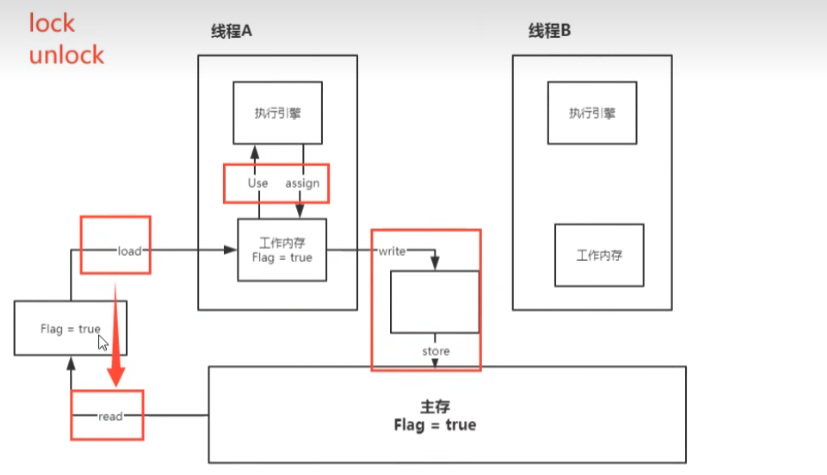 lock
unlock
线程A
线程B
执行引擎
执行引擎
Use
assign
工作内存
Flag = true
load
write
工作内存
Flag = true
store
read
主存
Flag = true